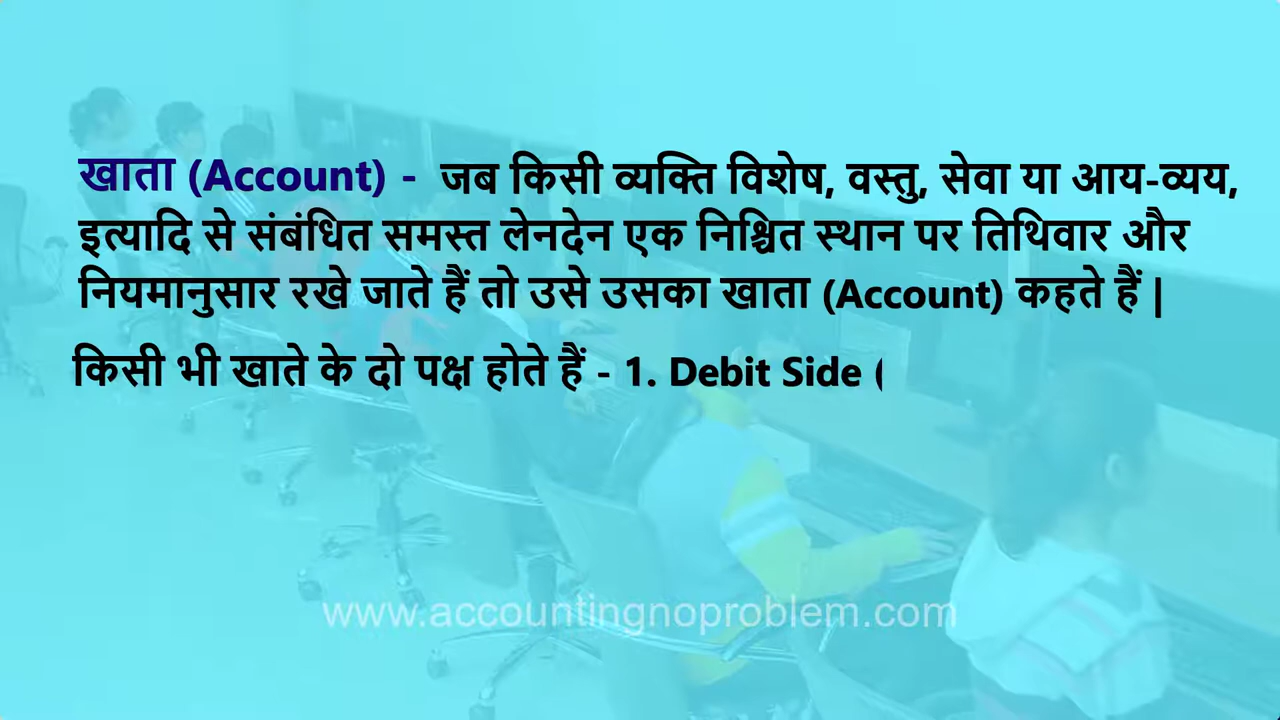 खाता (Account) - जब किसी व्यक्ति विशेष, वस्तु, सेवा या आय-व्यय,
इत्यादि से संबंधित समस्त लेनदेन एक निश्चित स्थान पर तिथिवार और
नियमानुसार रखे जाते हैं तो उसे उसका खाता (Account) कहते हैं |
किसी भी खाते के दो पक्ष होते हैं - 1. Debit Side (
www.accountingnoproblem.com